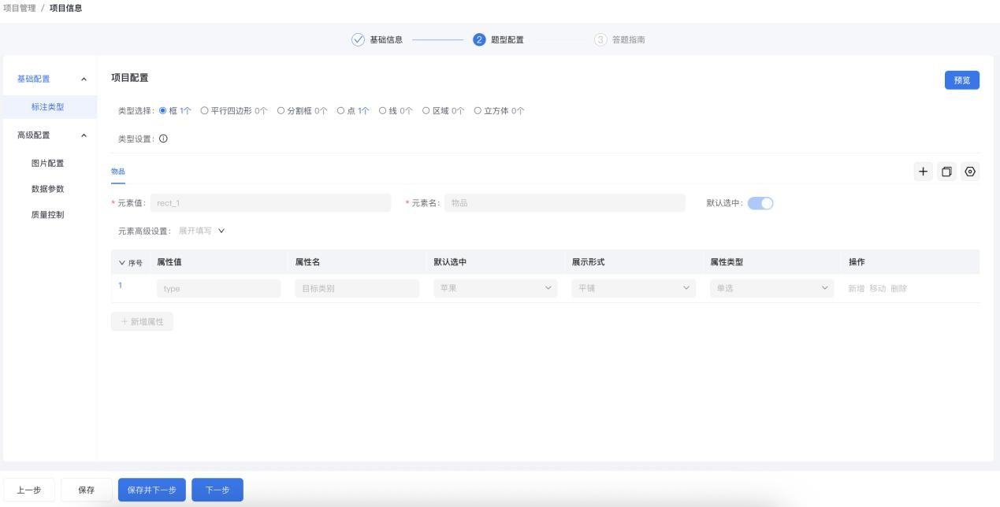 项目管理 / 项目信息
基础信息 2 题型配置 3 答题指南
基础配置
标注类型
高级配置
图片配置
数据参数
质量控制
项目配置
预览
类型选择: 框 1个 平行四边形 0个 分割框 0个 点 1个 线 0个 区域 0个 立方体 0个
类型设置:
物品
* 元素值: rect_1 * 元素名: 物品 默认选中:
元素高级设置: 展开填写
序号 属性值 属性名 默认选中 展示形式 属性类型 操作
1 type 目标类别 苹果 平铺 单选 新增 移动 删除
+ 新增属性
上一步 保存 保存并下一步 下一步